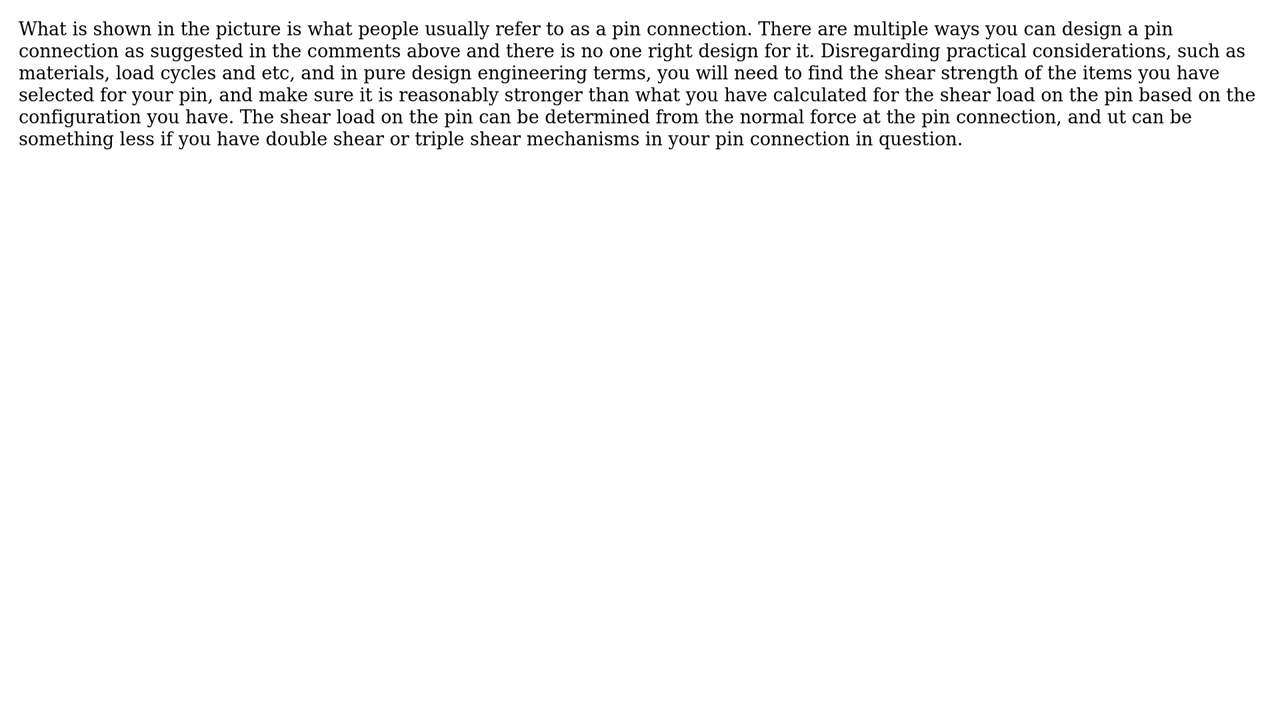 What is shown in the picture is what people usually refer to as a pin connection. There are multiple ways you can design a pin
connection as suggested in the comments above and there is no one right design for it. Disregarding practical considerations, such as
materials, load cycles and etc, and in pure design engineering terms, you will need to find the shear strength of the items you have
selected for your pin, and make sure it is reasonably stronger than what you have calculated for the shear load on the pin based on the
configuration you have. The shear load on the pin can be determined from the normal force at the pin connection, and ut can be
something less if you have double shear or triple shear mechanisms in your pin connection in question.